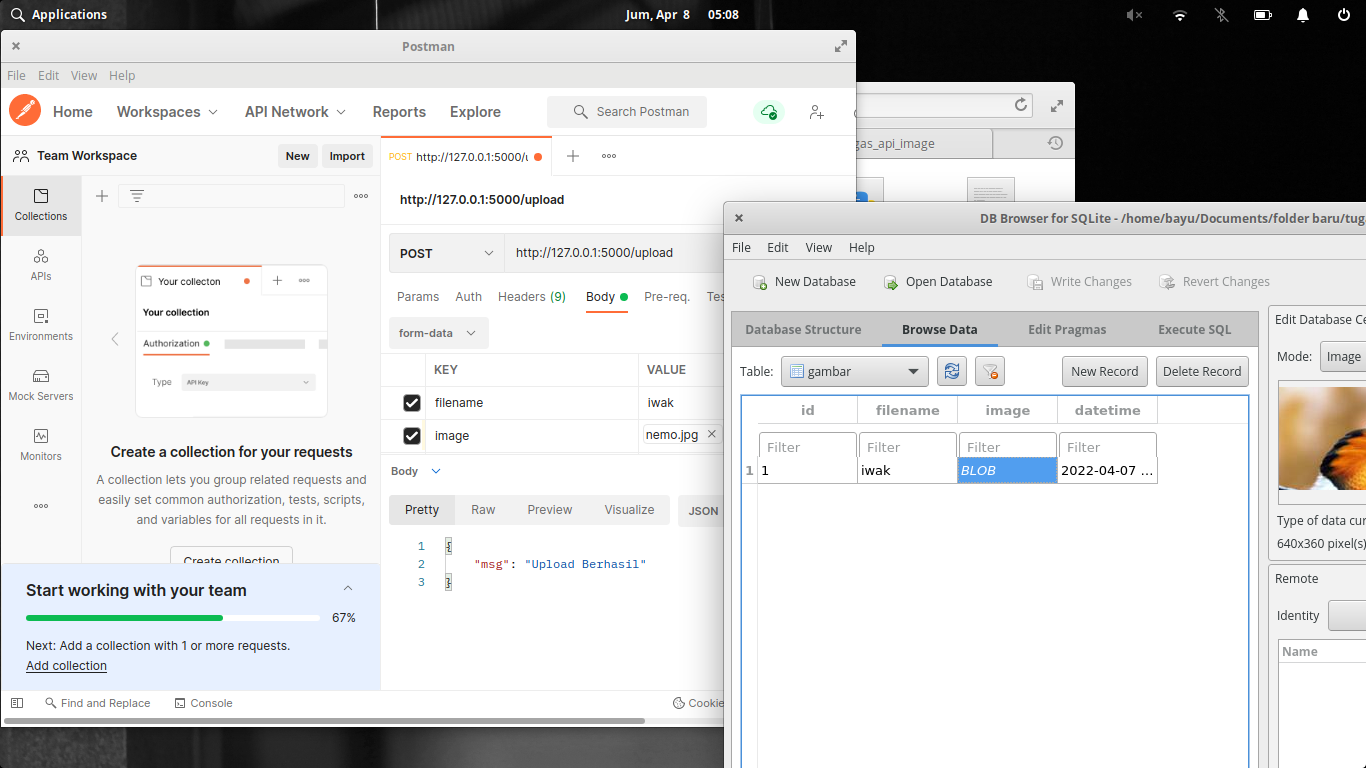 Applications
Jum, Apr 8 05:08
Postman
File Edit View Help
Home Workspaces API Network Reports Explore Search Postman
Team Workspace New Import
POST http://127.0.0.1:5000/u
http://127.0.0.1:5000/upload
POST http://127.0.0.1:5000/upload
Params Auth Headers (9) Body Pre-req.
form-data
KEY VALUE
filename iwak
image nemo.jpg
Body
Pretty Raw Preview Visualize JSON
1 {
2 "msg": "Upload Berhasil"
3 }
Collections
APIs
Environments
Mock Servers
Monitors
Your collecton
Your collection
Authorization
Type API Key
Create a collection for your requests
A collection lets you group related requests and
easily set common authorization, tests, scripts,
and variables for all requests in it.
Create collection
Start working with your team
67%
Next: Add a collection with 1 or more requests.
Add collection
Find and Replace Console Cookie
gas_api_image
DB Browser for SQLite - /home/bayu/Documents/folder baru/tuga
File Edit View Help
New Database Open Database Write Changes Revert Changes
Database Structure Browse Data Edit Pragmas Execute SQL
Table: gambar New Record Delete Record
id filename image datetime
Filter Filter Filter Filter
1 1 iwak BLOB 2022-04-07 ...
Edit Database Ce
Mode: Image
Type of data cur
640x360 pixel(s)
Remote
Identity
Name